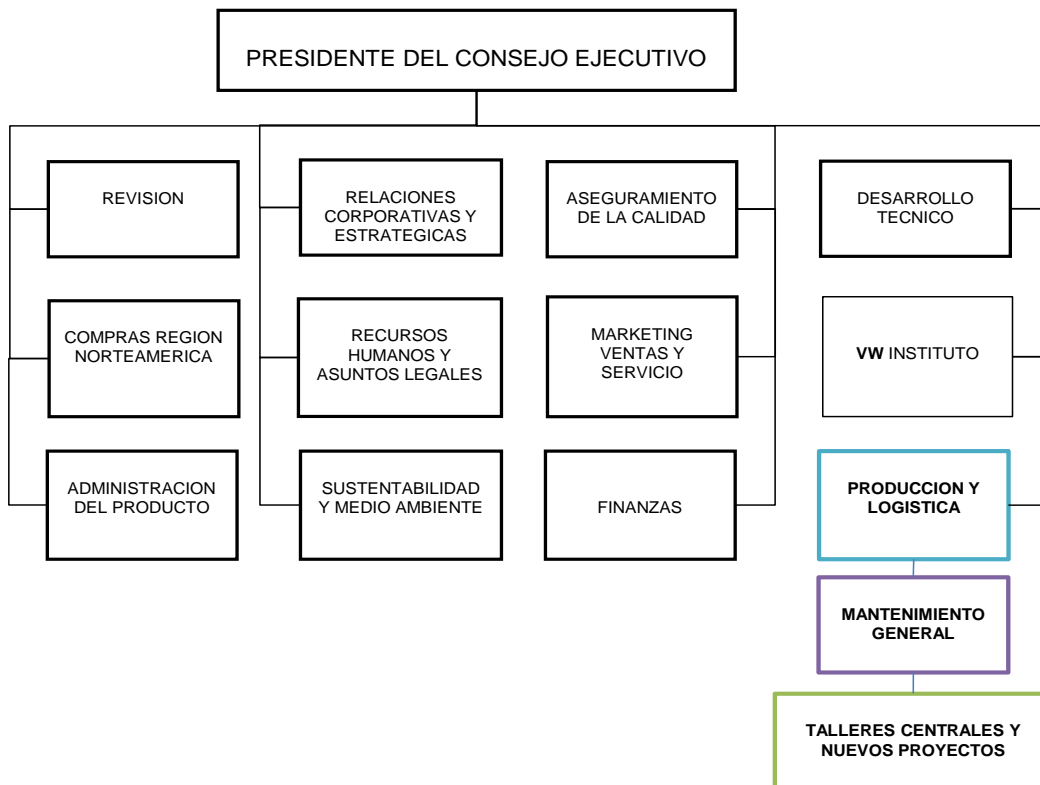 PRESIDENTE DEL CONSEJO EJECUTIVO
REVISION
RELACIONES
CORPORATIVAS Y
ESTRATEGICAS
ASEGURAMIENTO
DE LA CALIDAD
DESARROLLO
TECNICO
COMPRAS REGION
NORTEAMERICA
RECURSOS
HUMANOS Y
ASUNTOS LEGALES
MARKETING
VENTAS Y
SERVICIO
VW INSTITUTO
ADMINISTRACION
DEL PRODUCTO
SUSTENTABILIDAD
Y MEDIO AMBIENTE
FINANZAS
PRODUCCION Y
LOGISTICA
MANTENIMIENTO
GENERAL
TALLERES CENTRALES Y
NUEVOS PROYECTOS